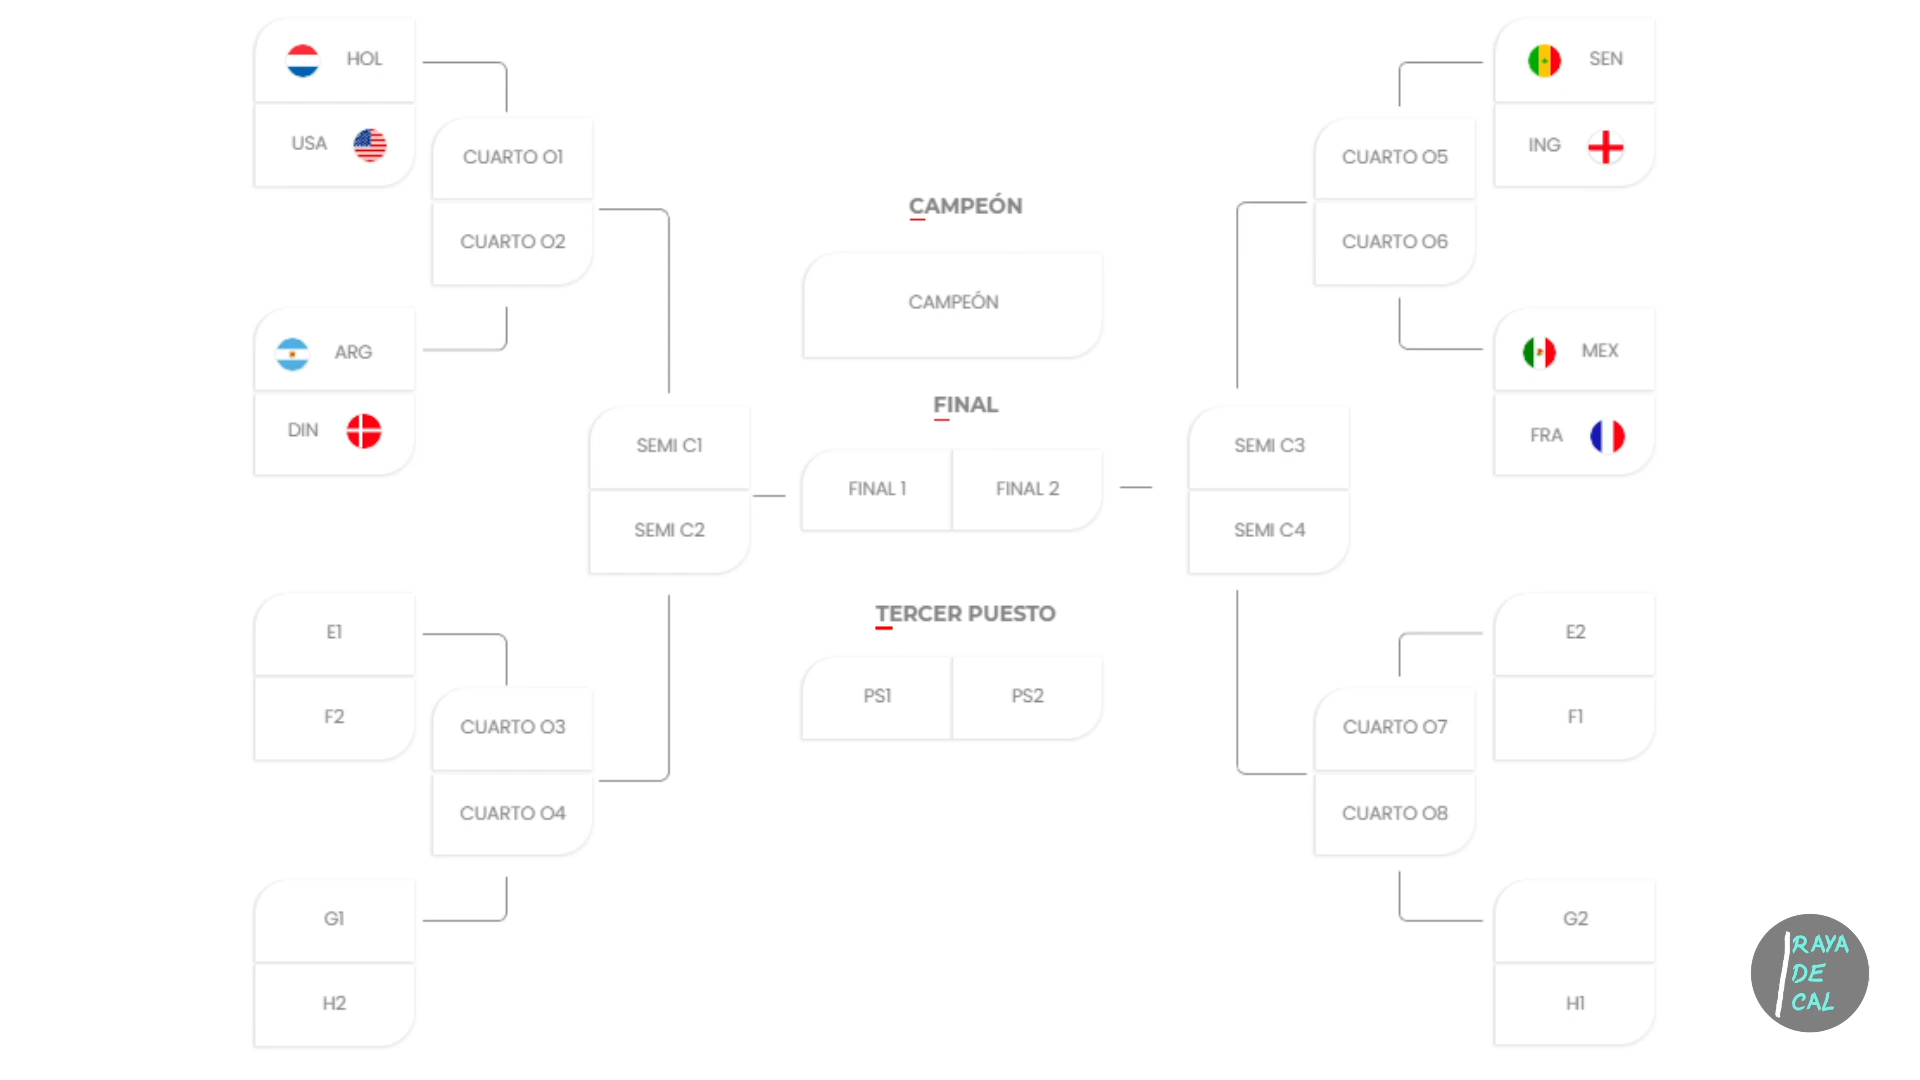 HOL
USA
CUARTO O1
CUARTO O2
ARG
DIN
SEMI C1
SEMI C2
E1
F2
CUARTO O3
CUARTO O4
G1
H2
CAMPEÓN
CAMPEÓN
FINAL
FINAL 1
FINAL 2
TERCER PUESTO
PS1
PS2
SEN
ING
CUARTO O5
CUARTO O6
MEX
FRA
SEMI C3
SEMI C4
E2
F1
CUARTO O7
CUARTO O8
G2
H1
RAYA
DE
CAL